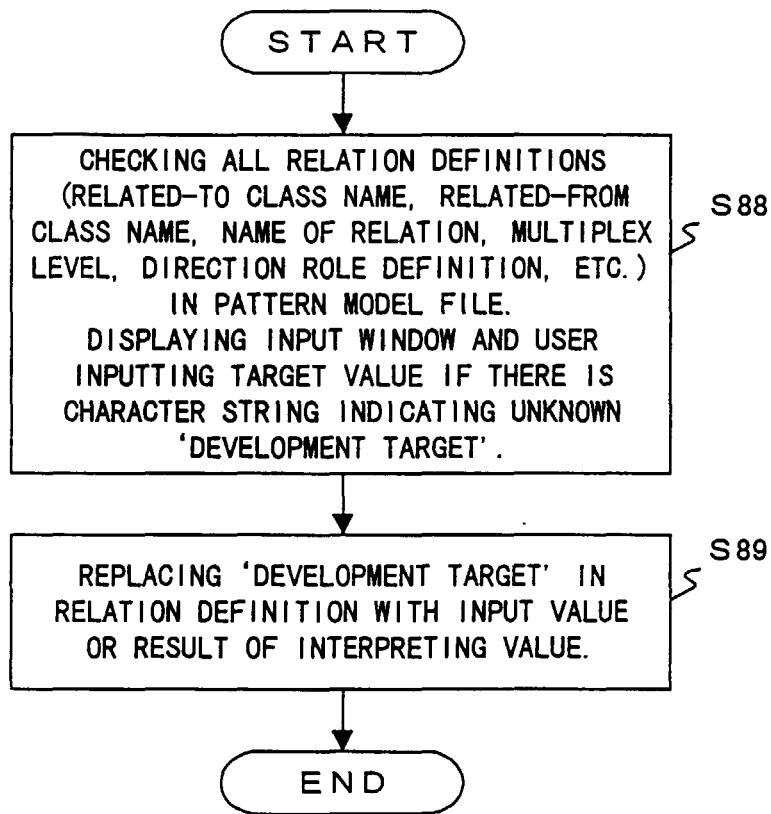 START
CHECKING ALL RELATION DEFINITIONS
(RELATED-TO CLASS NAME, RELATED-FROM
CLASS NAME, NAME OF RELATION, MULTIPLEX
LEVEL, DIRECTION ROLE DEFINITION, ETC.)
IN PATTERN MODEL FILE.
DISPLAYING INPUT WINDOW AND USER
INPUTTING TARGET VALUE IF THERE IS
CHARACTER STRING INDICATING UNKNOWN
‘DEVELOPMENT TARGET’.
S88
REPLACING ‘DEVELOPMENT TARGET’ IN
RELATION DEFINITION WITH INPUT VALUE
OR RESULT OF INTERPRETING VALUE.
S89
END